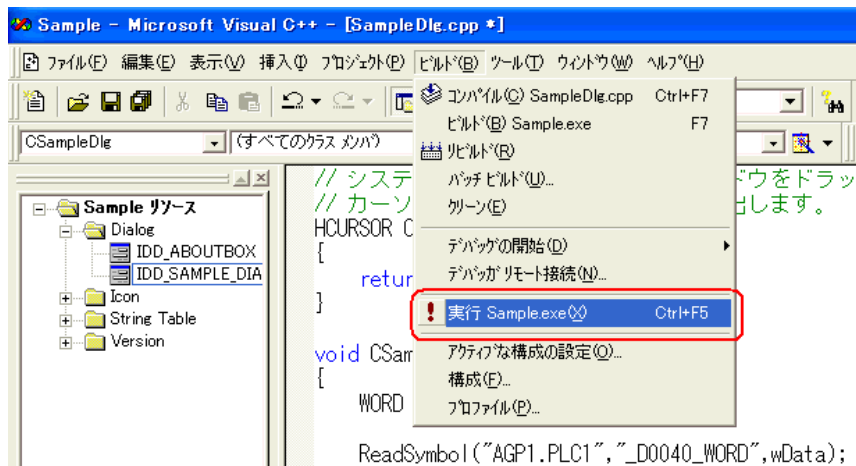 Sample - Microsoft Visual C++ - [SampleDlg.cpp *]
ﾌｧｲﾙ(F) 編集(E) 表示(V) 挿入(I) ﾌﾟﾛｼﾞｪｸﾄ(P) ﾋﾞﾙﾄﾞ(B) ﾂｰﾙ(T) ｳｨﾝﾄﾞｳ(W) ﾍﾙﾌﾟ(H)
CSampleDlg
(すべてのｸﾗｽ ﾒﾝﾊﾞ)
Sample ﾘｿｰｽ
Dialog
IDD_ABOUTBOX
IDD_SAMPLE_DIA
Icon
String Table
Version
ｺﾝﾊﾟｲﾙ(C) SampleDlg.cpp Ctrl+F7
ﾋﾞﾙﾄﾞ(B) Sample.exe F7
ﾘﾋﾞﾙﾄﾞ(R)
ﾊﾞｯﾁ ﾋﾞﾙﾄﾞ(U)...
ｸﾘｰﾝ(E)
ﾃﾞﾊﾞｯｸﾞの開始(D)
ﾃﾞﾊﾞｯｶﾞ ﾘﾓｰﾄ接続(N)...
実行 Sample.exe(X) Ctrl+F5
ｱｸﾃｨﾌﾞな構成の設定(O)...
構成(F)...
ﾌﾟﾛﾌｧｲﾙ(P)...
// システ
ドウをドラッ
// カーソ
出します。
HCURSOR C
{
retur
}
void CSam
{
WORD
ReadSymbol("AGP1.PLC1","_D0040_WORD",wData);